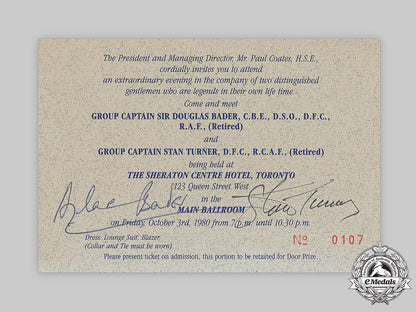 The President and Managing Director, Mr. Paul Coates, H.S.E.,
cordially invites you to attend
an extraordinary evening in the company of two distinguished
gentlemen who are legends in their own life time.
Come and meet
GROUP CAPTAIN SIR DOUGLAS BADER, C.B.E., D.S.O., D.F.C.,
R.A.F., (Retired)
and
GROUP CAPTAIN STAN TURNER, D.F.C., R.C.A.F., (Retired)
being held at
THE SHERATON CENTRE HOTEL, TORONTO
123 Queen Street West
in the
MAIN BALLROOM
Douglas Bader
Stan Turner
on Friday, October 3rd, 1980 from 7p.m. until 10.30 p.m.
Dress: Lounge Suit, Blazer
(Collar and Tie must be worn)
No 0107
Please present ticket on admission, this portion to be retained for Door Prize.
eMedals